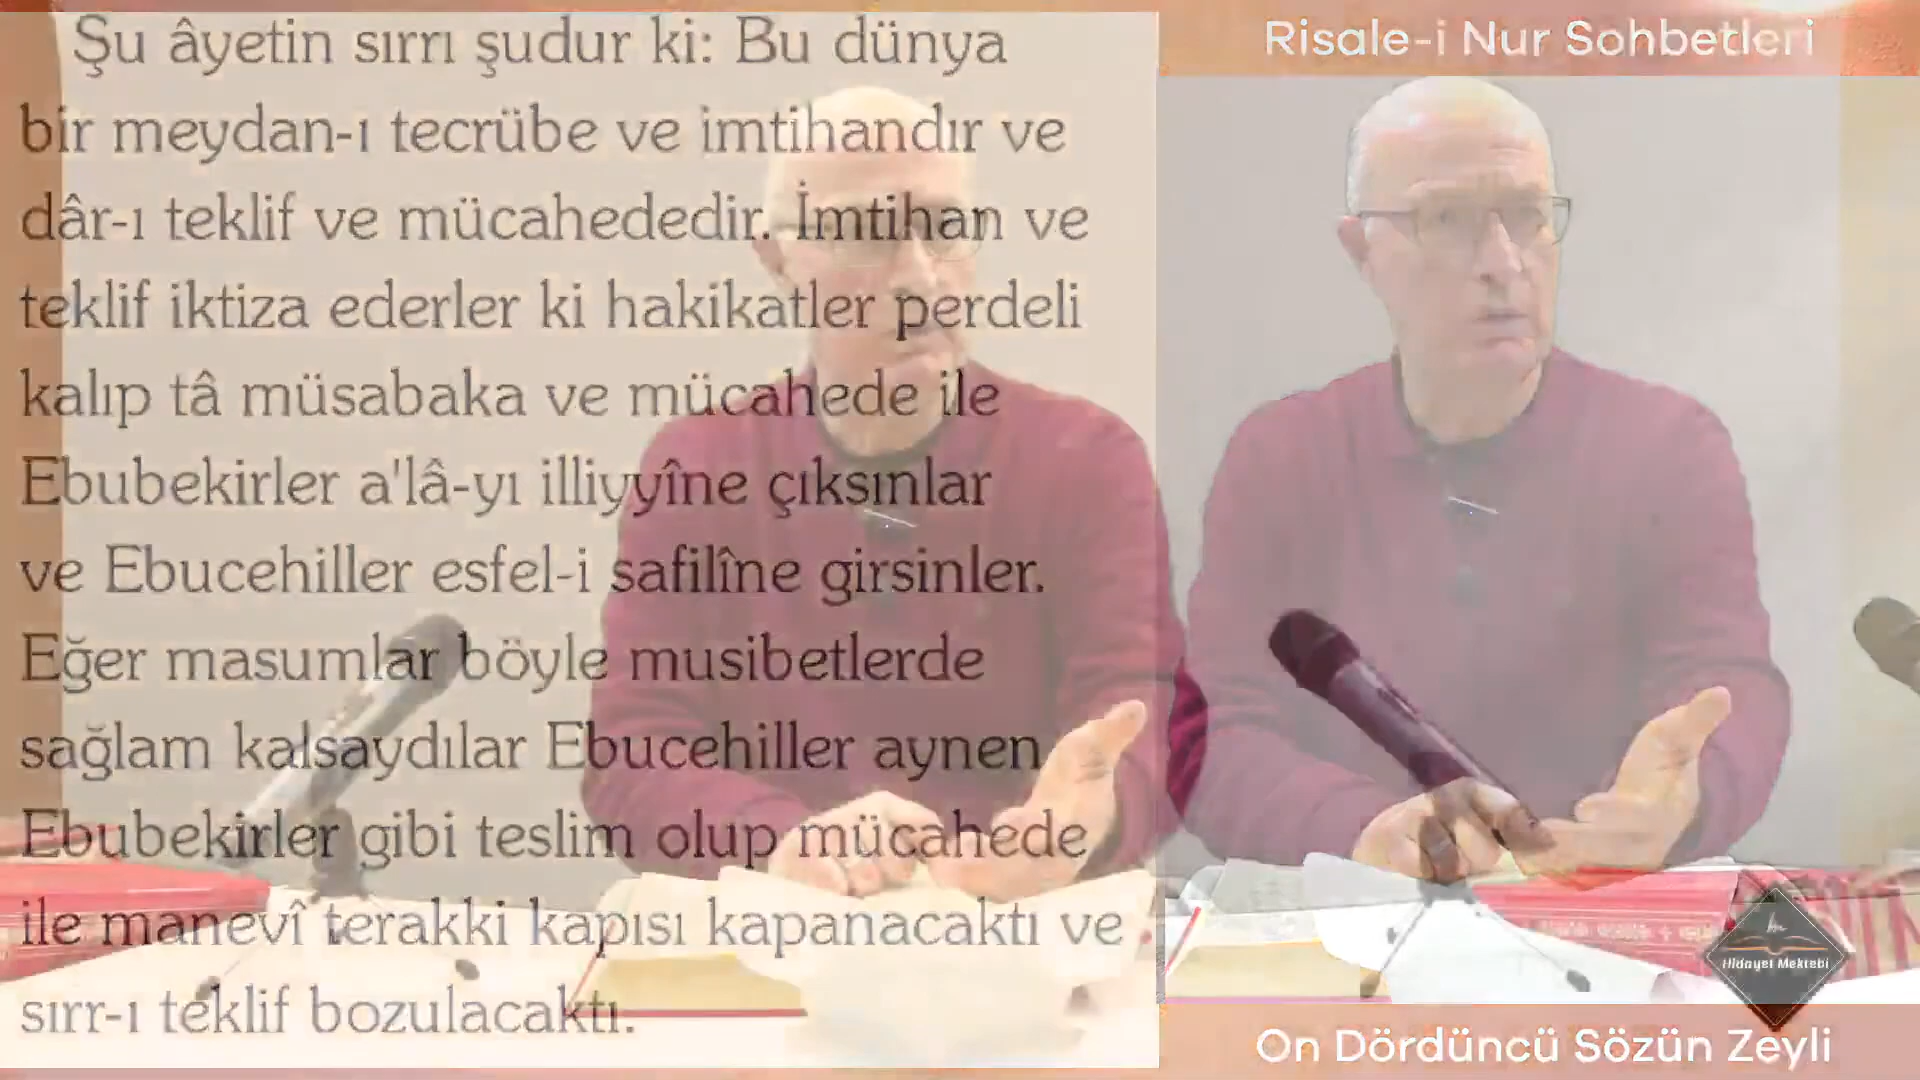 Şu âyetin sırrı şudur ki: Bu dünya
bir meydan-ı tecrübe ve imtihandır ve
dâr-ı teklif ve mücahededir. İmtihan ve
teklif iktiza ederler ki hakikatler perdeli
kalıp tâ müsabaka ve mücahede ile
Ebubekirler a'lâ-yı illiyyîne çıksınlar
ve Ebucehiller esfel-i safilîne girsinler.
Eğer masumlar böyle musibetlerde
sağlam kalsaydılar Ebucehiller aynen
Ebubekirler gibi teslim olup mücahede
ile manevî terakki kapısı kapanacaktı ve
sırr-ı teklif bozulacaktı.
Risale-i Nur Sohbetleri
Hidayet Mektebi
On Dördüncü Sözün Zeyli